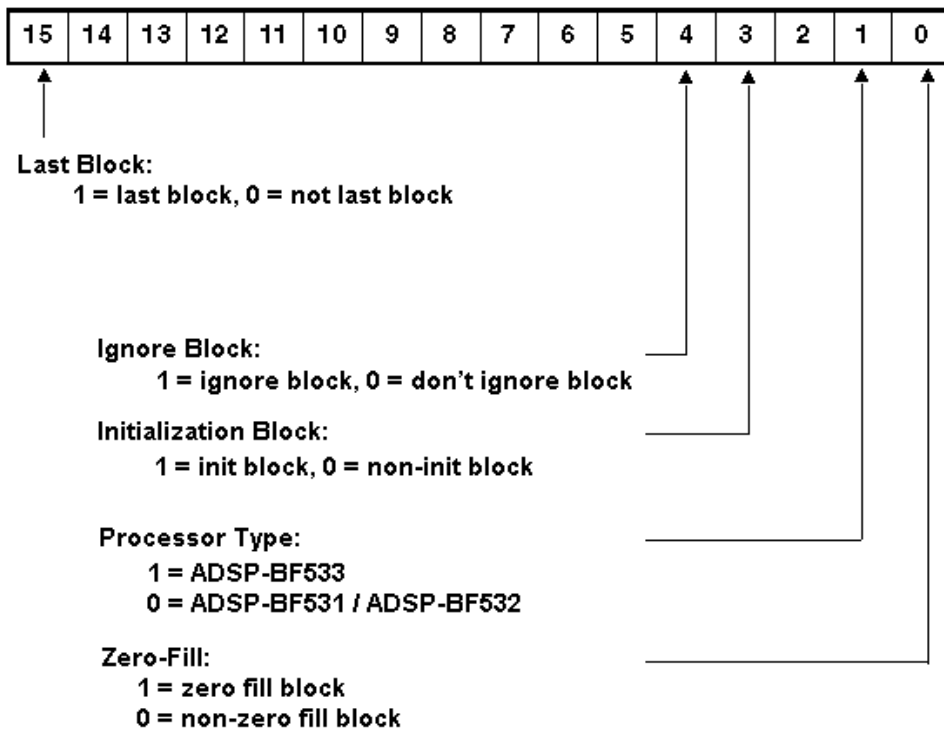 15 14 13 12 11 10 9 8 7 6 5 4 3 2 1 0
Last Block:
1 = last block, 0 = not last block
Ignore Block:
1 = ignore block, 0 = don't ignore block
Initialization Block:
1 = init block, 0 = non-init block
Processor Type:
1 = ADSP-BF533
0 = ADSP-BF531 / ADSP-BF532
Zero-Fill:
1 = zero fill block
0 = non-zero fill block